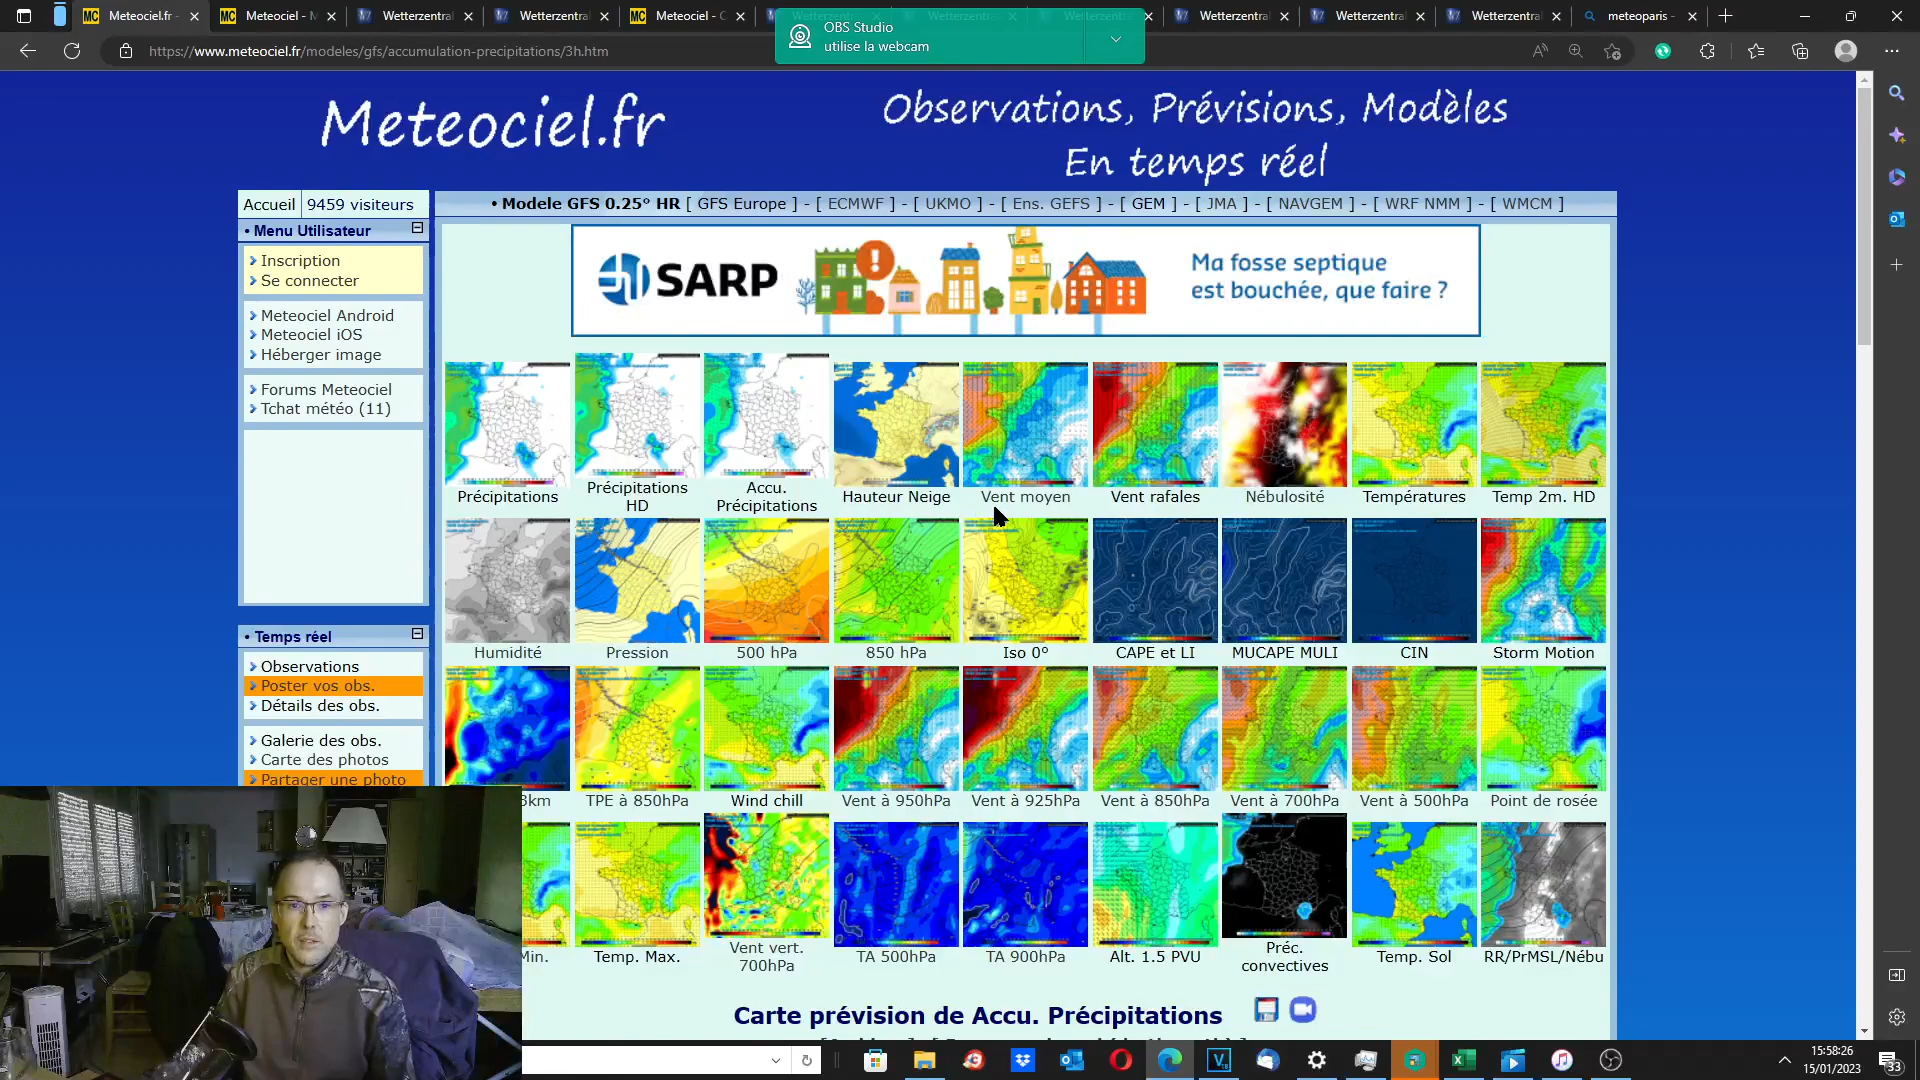 Meteociel.fr -
Meteociel - M
Wetterzentral
Wetterzentral
Meteociel - C
Wetterzentral
Wetterzentral
Wetterzentral
meteoparis -
OBS Studio
utilise la webcam
https://www.meteociel.fr/modeles/gfs/accumulation-precipitations/3h.htm
Meteociel.fr
Observations, Prévisions, Modèles
En temps réel
Accueil
9459 visiteurs
• Menu Utilisateur
Inscription
Se connecter
Meteociel Android
Meteociel iOS
Héberger image
Forums Meteociel
Tchat météo (11)
• Temps réel
Observations
Poster vos obs.
Détails des obs.
Galerie des obs.
Carte des photos
Partager une photo
• Modele GFS 0.25° HR [ GFS Europe ] - [ ECMWF ] - [ UKMO ] - [ Ens. GEFS ] - [ GEM ] - [ JMA ] - [ NAVGEM ] - [ WRF NMM ] - [ WMCM ]
SARP
Ma fosse septique
est bouchée, que faire ?
Précipitations
Précipitations
HD
Accu.
Précipitations
Hauteur Neige
Vent moyen
Vent rafales
Nébulosité
Températures
Temp 2m. HD
Humidité
Pression
500 hPa
850 hPa
Iso 0°
CAPE et LI
MUCAPE MULI
CIN
Storm Motion
3km
TPE à 850hPa
Wind chill
Vent à 950hPa
Vent à 925hPa
Vent à 850hPa
Vent à 700hPa
Vent à 500hPa
Point de rosée
Min.
Temp. Max.
Vent vert.
700hPa
TA 500hPa
TA 900hPa
Alt. 1.5 PVU
Préc.
convectives
Temp. Sol
RR/PrMSL/Nébu
Carte prévision de Accu. Précipitations
15:58:26
15/01/2023
33